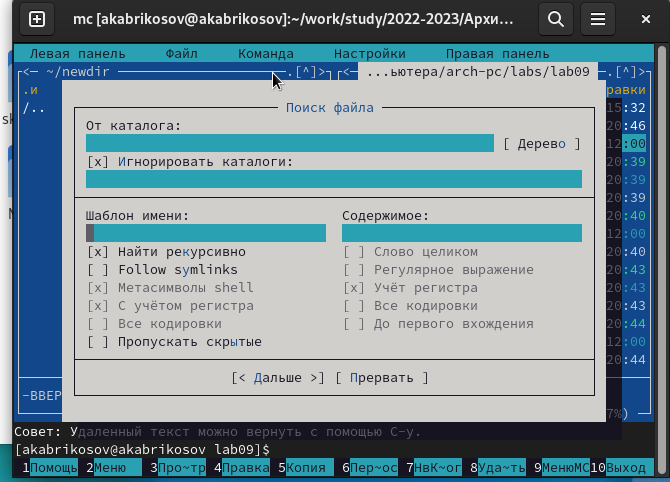 mc [akabrikosov@akabrikosov]:~/work/study/2022-2023/Архи...
Левая панель Файл Команда Настройки Правая панель
<— ~/newdir .[^]> <— ...ьютера/arch-pc/labs/lab09 .[^]>
.и равки
/.. 15:32
Поиск файла
От каталога: 20:46
[ Дерево ] 12:00
[x] Игнорировать каталоги: 20:39
20:39
20:39
Шаблон имени: Содержимое: 20:40
12:00
[x] Найти рекурсивно [ ] Слово целиком 20:40
[ ] Follow symlinks [ ] Регулярное выражение 20:43
[x] Метасимволы shell [x] Учёт регистра 20:43
[x] С учётом регистра [ ] Все кодировки 20:43
[ ] Все кодировки [ ] До первого вхождения 20:44
[ ] Пропускать скрытые 12:00
20:44
[< Дальше >] [ Прервать ]
-ВВЕР
7%)
Совет: Удаленный текст можно вернуть с помощью C-y.
[akabrikosov@akabrikosov lab09]$
1Помощь 2Меню 3Про~тр 4Правка 5Копия 6Пер~ос 7НвК~ог 8Уда~ть 9МенюMC 10Выход